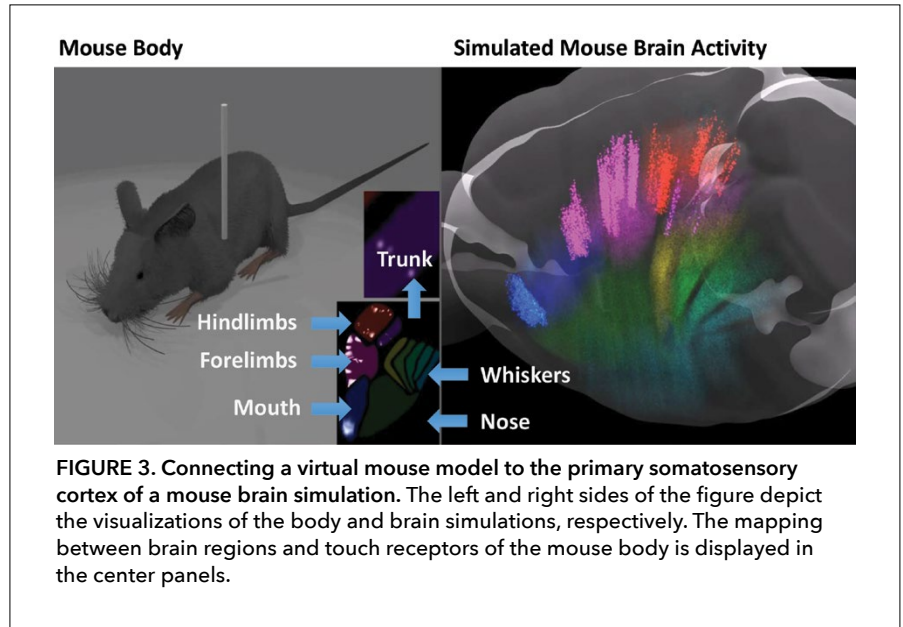 Mouse Body
Simulated Mouse Brain Activity
Trunk
Hindlimbs
Forelimbs
Mouth
Whiskers
Nose
FIGURE 3. Connecting a virtual mouse model to the primary somatosensory
cortex of a mouse brain simulation. The left and right sides of the figure depict
the visualizations of the body and brain simulations, respectively. The mapping
between brain regions and touch receptors of the mouse body is displayed in
the center panels.